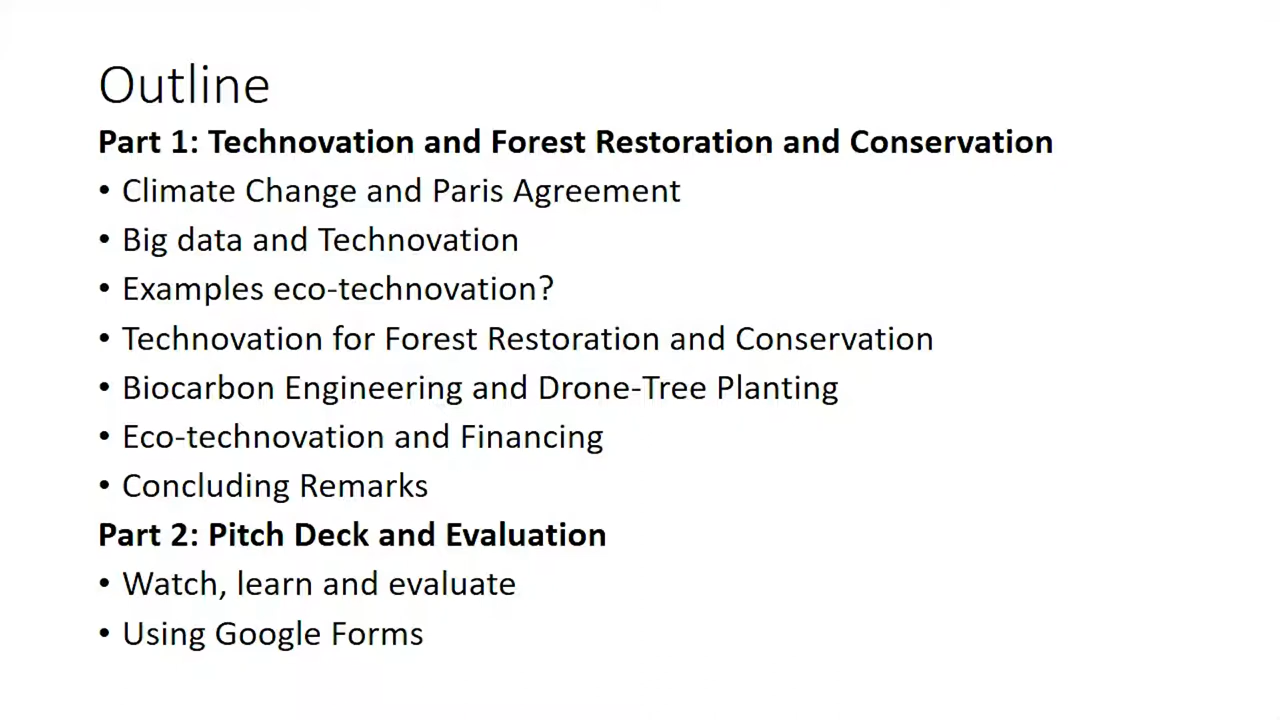 Outline
Part 1: Technovation and Forest Restoration and Conservation
• Climate Change and Paris Agreement
• Big data and Technovation
• Examples eco-technovation?
• Technovation for Forest Restoration and Conservation
• Biocarbon Engineering and Drone-Tree Planting
• Eco-technovation and Financing
• Concluding Remarks
Part 2: Pitch Deck and Evaluation
• Watch, learn and evaluate
• Using Google Forms